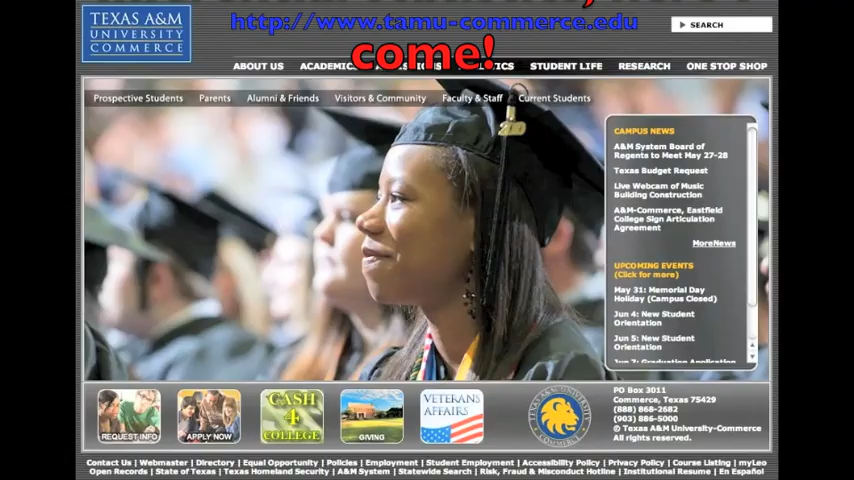 TEXAS A&M
UNIVERSITY
COMMERCE
http://www.tamu-commerce.edu
come!
SEARCH
ABOUT US
STUDENT LIFE
RESEARCH
ONE STOP SHOP
Prospective Students
Parents
Alumni & Friends
Visitors & Community
Faculty & Staff
Current Students
CAMPUS NEWS
A&M System Board of
Regents to Meet May 27-28
Texas Budget Request
Live Webcam of Music
Building Construction
A&M-Commerce, Eastfield
College Sign Articulation
Agreement
MoreNews
UPCOMING EVENTS
(Click for more)
May 31: Memorial Day
Holiday (Campus Closed)
Jun 4: New Student
Orientation
Jun 5: New Student
Orientation
REQUEST INFO
APPLY NOW
CASH
4
COLLEGE
GIVING
VETERANS
AFFAIRS
PO Box 3011
Commerce, Texas 75429
(888) 868-2682
(903) 886-5000
© Texas A&M University-Commerce
All rights reserved.
Contact Us | Webmaster | Directory | Equal Opportunity | Policies | Employment | Student Employment | Accessibility Policy | Privacy Policy | Course Listing | myLeo
Open Records | State of Texas | Texas Homeland Security | A&M System | Statewide Search | Risk, Fraud & Misconduct Hotline | Institutional Resume | En Español